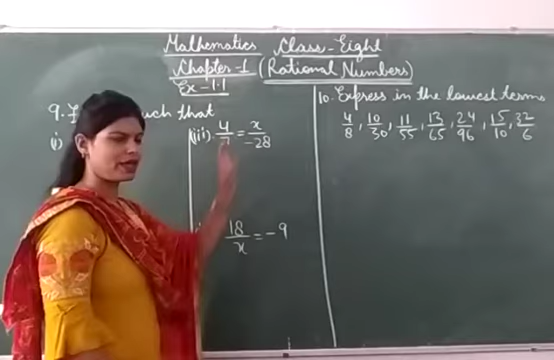 Mathematics Class-Eight
Chapter-1 (Rational Numbers)
Ex-1.1
9. such that
(i)
(iii) 4/7 = x/-28
18/x = -9
10. Express in the lowest terms
4/8, 10/30, 11/55, 13/65, 24/96, 15/10, 32/6